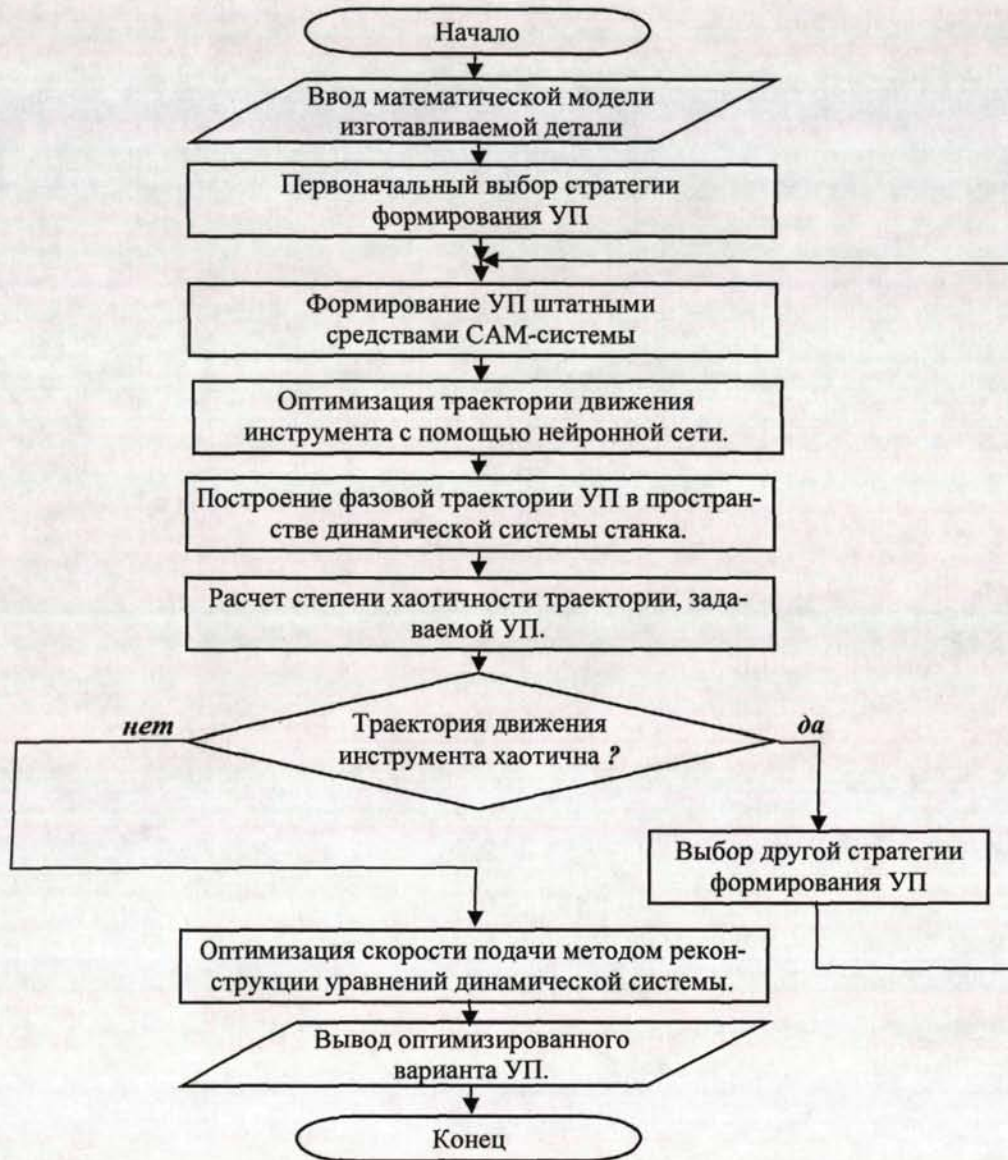 Начало
Ввод математической модели
изготавливаемой детали
Первоначальный выбор стратегии
формирования УП
Формирование УП штатными
средствами САМ-системы
Оптимизация траектории движения
инструмента с помощью нейронной сети.
Построение фазовой траектории УП в простран-
стве динамической системы станка.
Расчет степени хаотичности траектории, зада-
ваемой УП.
нет
Траектория движения
инструмента хаотична ?
да
Выбор другой стратегии
формирования УП
Оптимизация скорости подачи методом рекон-
струкции уравнений динамической системы.
Вывод оптимизированного
варианта УП.
Конец